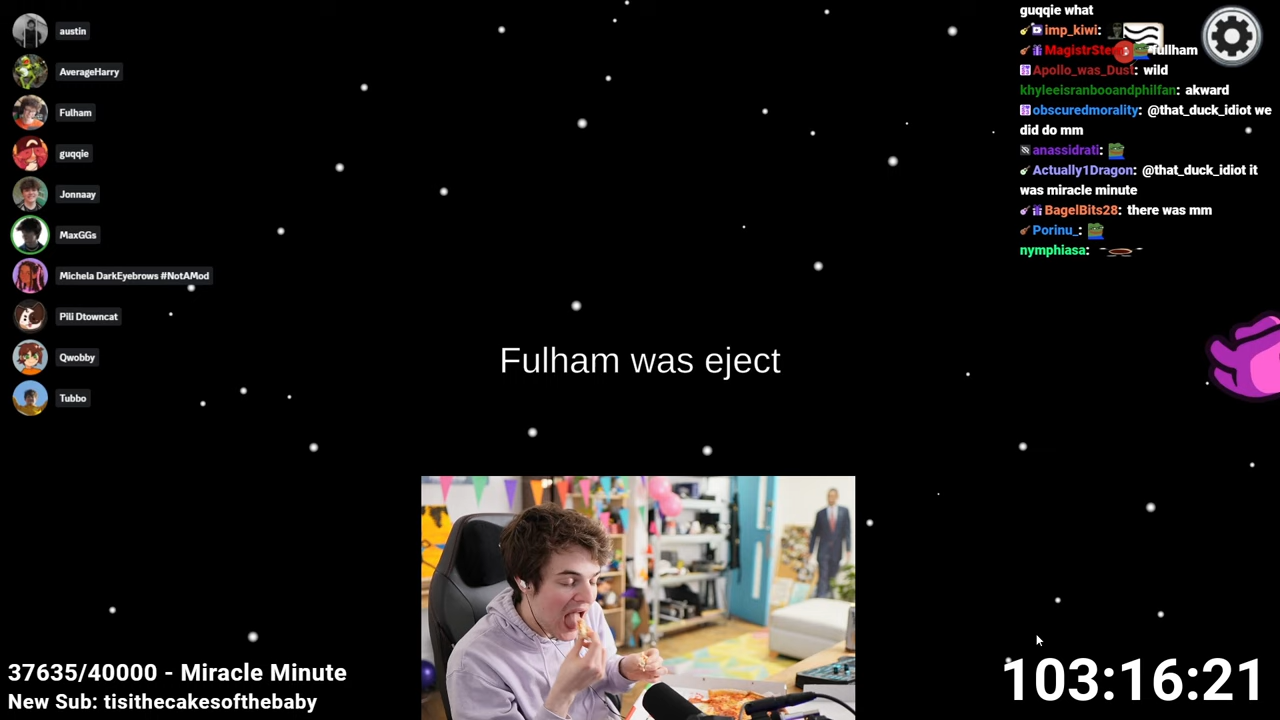 austin
AverageHarry
Fulham
guqqie
Jonnaay
MaxGGs
Michela DarkEyebrows #NotAMod
Pili Dtowncat
Qwobby
Tubbo
guqqie what
imp_kiwi:
fullham
Apollo_was_Dust: wild
khyleeisranbooandphilfan: akward
obscuredmorality: @that_duck_idiot we
did do mm
anassidrati:
Actually1Dragon: @that_duck_idiot it
was miracle minute
BagelBits28: there was mm
Porinu_:
nymphiasa:
Fulham was eject
37635/40000 - Miracle Minute
New Sub: tisithecakesofthebaby
103:16:21